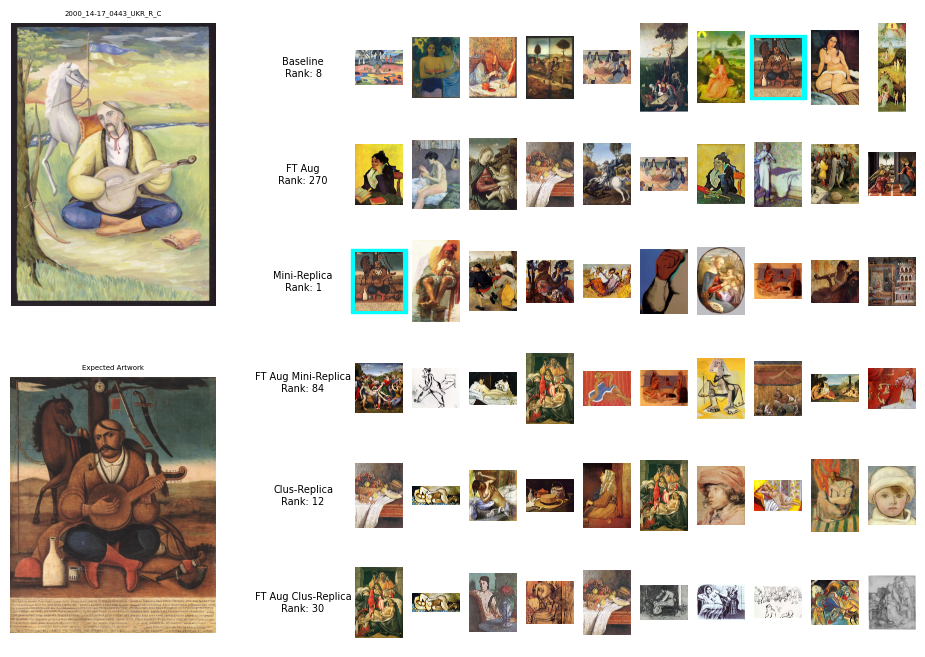 2000_14-17_0443_UKR_R_C
Baseline
Rank: 8
FT Aug
Rank: 270
Mini-Replica
Rank: 1
Expected Artwork
FT Aug Mini-Replica
Rank: 84
Clus-Replica
Rank: 12
FT Aug Clus-Replica
Rank: 30